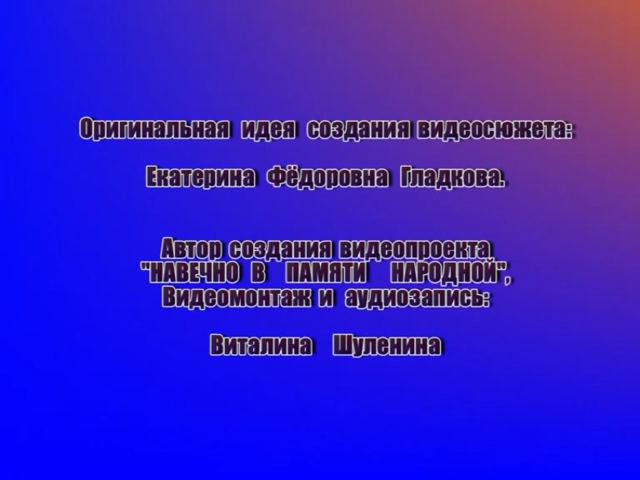 Оригинальная идея создания видеосюжета:
Екатерина Фёдоровна Гладкова.
Автор создания видеопроекта
"НАВЕЧНО В ПАМЯТИ НАРОДНОЙ",
Видеомонтаж и аудиозапись:
Виталина Шуленина